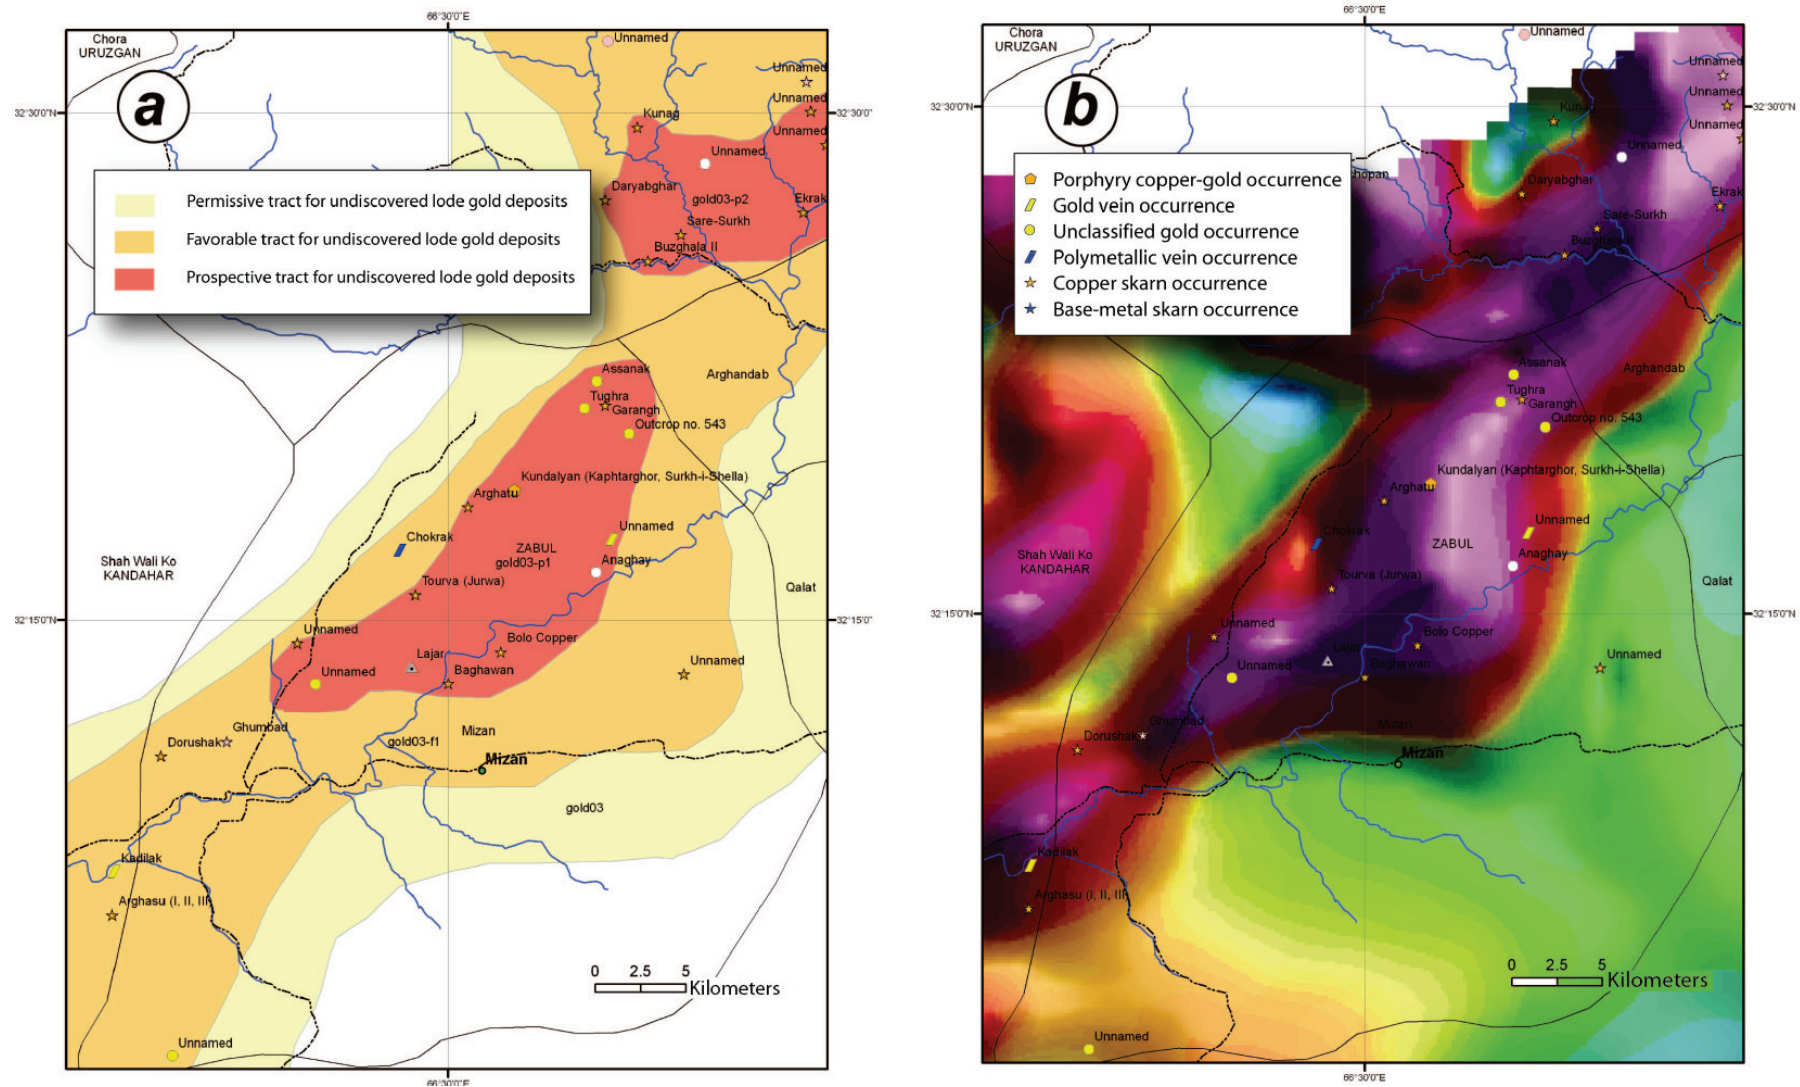 66°30'0"E
Chora
URUZGAN
a
Unnamed
Unnamed
32°30'0"N
32°30'0"
Unnamed
Kunag
Unnamed
Unnamed
Permissive tract for undiscovered lode gold deposits
Favorable tract for undiscovered lode gold deposits
Prospective tract for undiscovered lode gold deposits
Daryabghar
gold03-p2
Ekrak
Sare-Surkh
Buzghala II
Assanak
Arghandab
Tughra
Garangh
Outcrop no. 543
Kundalyan (Kaphtarghor, Surkh-i-Shella)
Arghatu
Unnamed
Chokrak
ZABUL
gold03-p1
Anaghay
Shah Wali Ko
KANDAHAR
Tourva (Jurwa)
Qalat
32°15'0"N
32°15'0"
Unnamed
Bolo Copper
Lajar
Unnamed
Baghawan
Unnamed
Ghumbad
Dorushak
gold03-f1
Mizan
Mizan
gold03
Kadilak
Arghasu (I, II, III
0 2.5 5
Kilometers
Unnamed
66°30'0"E
66°30'0"E
Chora
URUZGAN
b
Unnamed
Unnamed
32°30'0"N
32°30'0"N
Unnamed
Kunag
Unnamed
Unnamed
Porphyry copper-gold occurrence
Gold vein occurrence
Unclassified gold occurrence
Polymetallic vein occurrence
Copper skarn occurrence
Base-metal skarn occurrence
hopan
Daryabghar
Ekrak
Sare-Surkh
Buzghala II
Assanak
Arghandab
Tughra
Garangh
Outcrop no. 543
Kundalyan (Kaphtarghor, Surkh-i-Shella)
Arghatu
Unnamed
Chokrak
ZABUL
Anaghay
Shah Wali Ko
KANDAHAR
Tourva (Jurwa)
Qalat
32°15'0"N
32°15'0"N
Unnamed
Bolo Copper
Lajar
Unnamed
Baghawan
Unnamed
Ghumbad
Dorushak
Mizan
Mizan
Kadilak
Arghasu (I, II, III
0 2.5 5
Kilometers
Unnamed
66°30'0"E